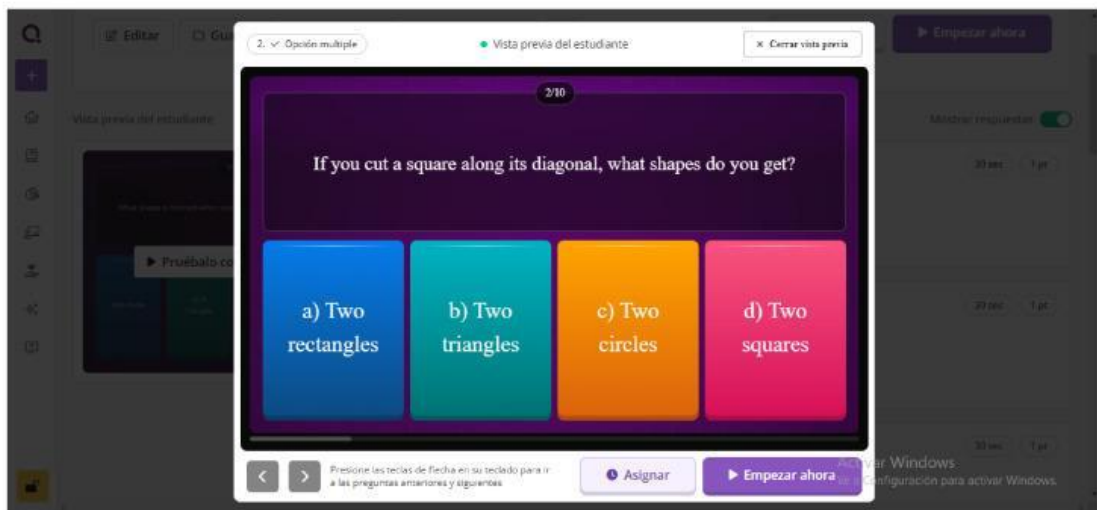 Editar
2. ✓ Opción multiple
Vista previa del estudiante
× Cerrar vista previa
▶ Empezar ahora
+
Vista previa del estudiante
Mostrar respuestas
2/10
If you cut a square along its diagonal, what shapes do you get?
30 sec
1 pt
▶ Pruébalo co
a) Two
rectangles
b) Two
triangles
c) Two
circles
d) Two
squares
30 sec
1 pt
30 sec
1 pt
< >
Presione las teclas de flecha en su teclado para ir
a las preguntas anteriores y siguientes
Asignar
▶ Empezar ahora
Activar Windows
Configuración para activar Windows.